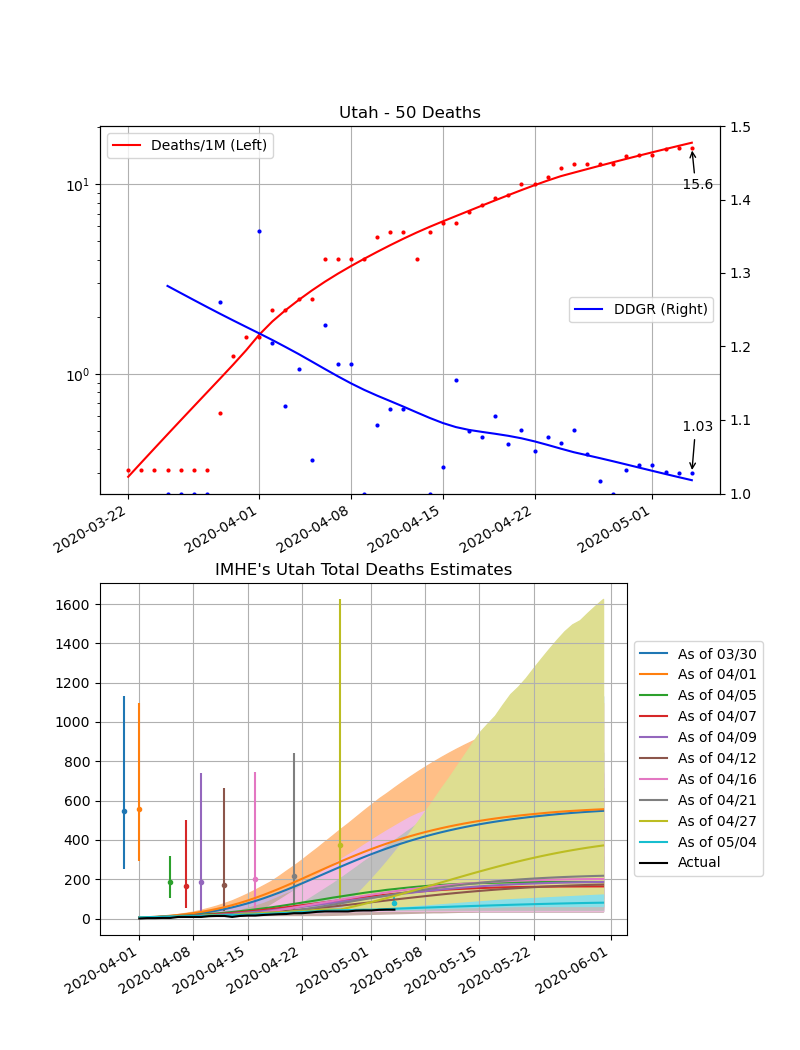 Utah - 50 Deaths
Deaths/1M (Left)
DDGR (Right)
10¹
10⁰
1.5
1.4
1.3
1.2
1.1
1.0
15.6
1.03
2020-03-22
2020-04-01
2020-04-08
2020-04-15
2020-04-22
2020-05-01
IMHE's Utah Total Deaths Estimates
1600
1400
1200
1000
800
600
400
200
0
2020-04-01
2020-04-08
2020-04-15
2020-04-22
2020-05-01
2020-05-08
2020-05-15
2020-05-22
2020-06-01
As of 03/30
As of 04/01
As of 04/05
As of 04/07
As of 04/09
As of 04/12
As of 04/16
As of 04/21
As of 04/27
As of 05/04
Actual